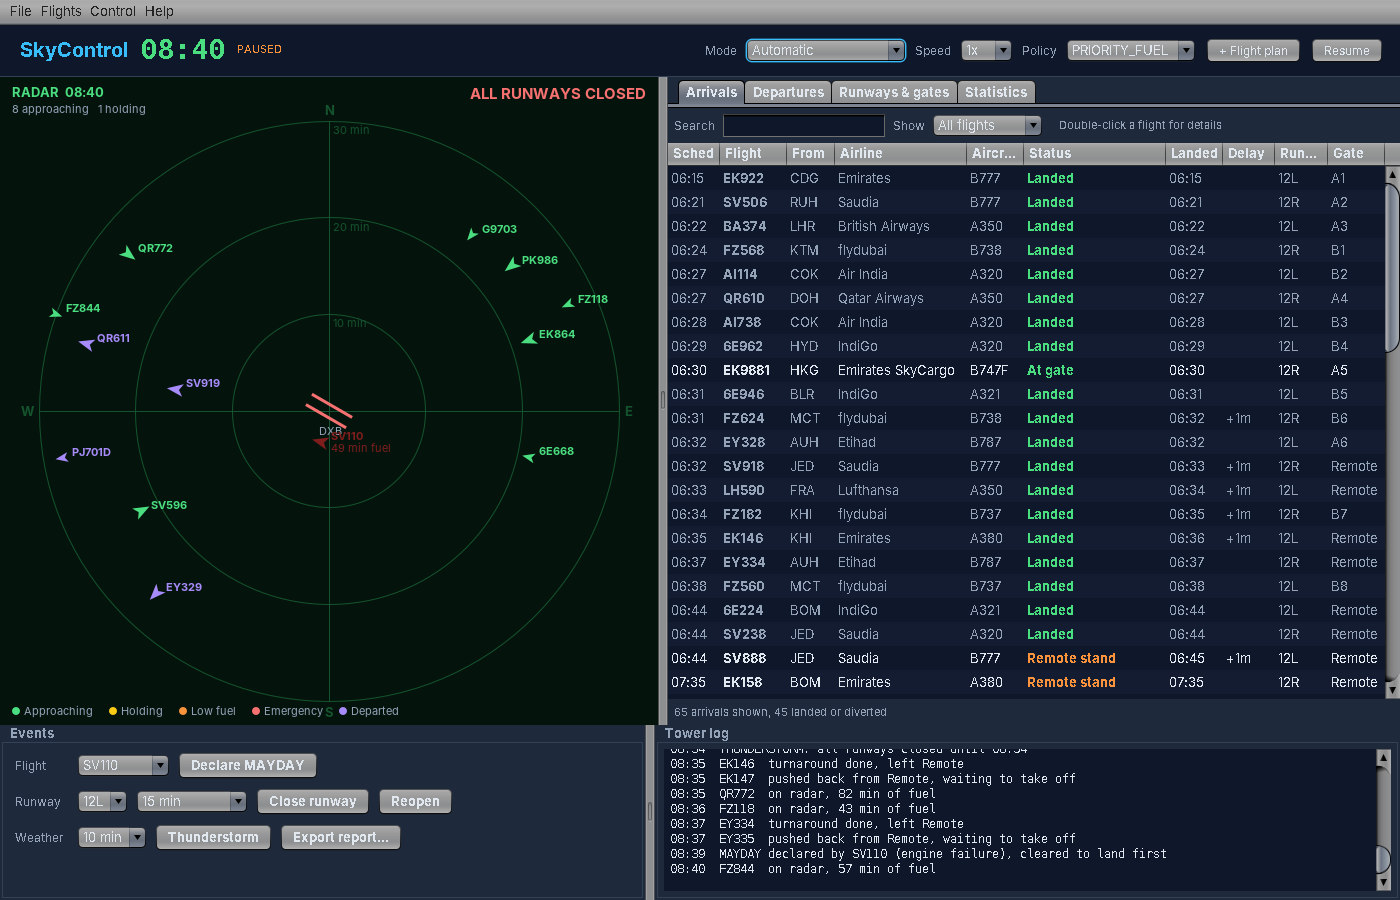 File Flights Control Help
SkyControl 08:40 PAUSED
Mode Automatic Speed 1x Policy PRIORITY_FUEL + Flight plan Resume
RADAR 08:40
8 approaching 1 holding
ALL RUNWAYS CLOSED
N
30 min
20 min
10 min
W
E
S
QR772
G9703
PK986
FZ844
FZ118
QR611
EK864
SV919
DXB
SV110
49 min fuel
PJ701D
6E668
SV596
EY329
Approaching Holding Low fuel Emergency Departed
Arrivals Departures Runways & gates Statistics
Search Show All flights Double-click a flight for details
Sched Flight From Airline Aircr... Status Landed Delay Run... Gate
06:15 EK922 CDG Emirates B777 Landed 06:15 12L A1
06:21 SV506 RUH Saudia B777 Landed 06:21 12R A2
06:22 BA374 LHR British Airways A350 Landed 06:22 12L A3
06:24 FZ568 KTM flydubai B738 Landed 06:24 12R B1
06:27 AI114 COK Air India A320 Landed 06:27 12L B2
06:27 QR610 DOH Qatar Airways A350 Landed 06:27 12R A4
06:28 AI738 COK Air India A320 Landed 06:28 12L B3
06:29 6E962 HYD IndiGo A320 Landed 06:29 12L B4
06:30 EK9881 HKG Emirates SkyCargo B747F At gate 06:30 12R A5
06:31 6E946 BLR IndiGo A321 Landed 06:31 12L B5
06:31 FZ624 MCT flydubai B738 Landed 06:32 +1m 12R B6
06:32 EY328 AUH Etihad B787 Landed 06:32 12L A6
06:32 SV918 JED Saudia B777 Landed 06:33 +1m 12R Remote
06:33 LH590 FRA Lufthansa A350 Landed 06:34 +1m 12L Remote
06:34 FZ182 KHI flydubai B737 Landed 06:35 +1m 12R B7
06:35 EK146 KHI Emirates A380 Landed 06:36 +1m 12L Remote
06:37 EY334 AUH Etihad B787 Landed 06:37 12R Remote
06:38 FZ560 MCT flydubai B737 Landed 06:38 12L B8
06:44 6E224 BOM IndiGo A321 Landed 06:44 12L Remote
06:44 SV238 JED Saudia A320 Landed 06:44 12R Remote
06:44 SV888 JED Saudia B777 Remote stand 06:45 +1m 12L Remote
07:35 EK158 BOM Emirates A380 Remote stand 07:35 12R Remote
65 arrivals shown, 45 landed or diverted
Events
Flight SV110 Declare MAYDAY
Runway 12L 15 min Close runway Reopen
Weather 10 min Thunderstorm Export report...
Tower log
08:34 THUNDERSTORM: all runways closed until 08:54
08:35 EK146 turnaround done, left Remote
08:35 EK147 pushed back from Remote, waiting to take off
08:35 QR772 on radar, 82 min of fuel
08:36 FZ118 on radar, 43 min of fuel
08:37 EY334 turnaround done, left Remote
08:37 EY335 pushed back from Remote, waiting to take off
08:39 MAYDAY declared by SV110 (engine failure), cleared to land first
08:40 FZ844 on radar, 57 min of fuel